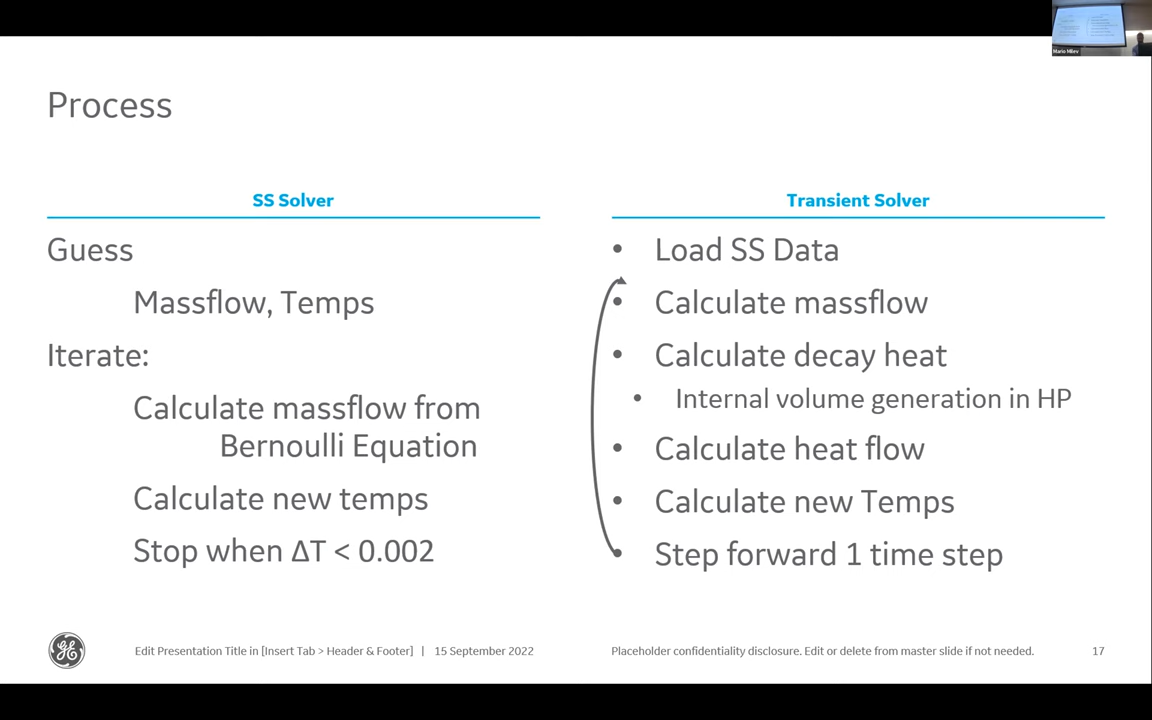 Mario Milev
Process
SS Solver
Guess
Massflow, Temps
Iterate:
Calculate massflow from
Bernoulli Equation
Calculate new temps
Stop when ΔT < 0.002
Transient Solver
• Load SS Data
• Calculate massflow
• Calculate decay heat
• Internal volume generation in HP
• Calculate heat flow
• Calculate new Temps
• Step forward 1 time step
GE
Edit Presentation Title in [Insert Tab > Header & Footer] | 15 September 2022
Placeholder confidentiality disclosure. Edit or delete from master slide if not needed.
17